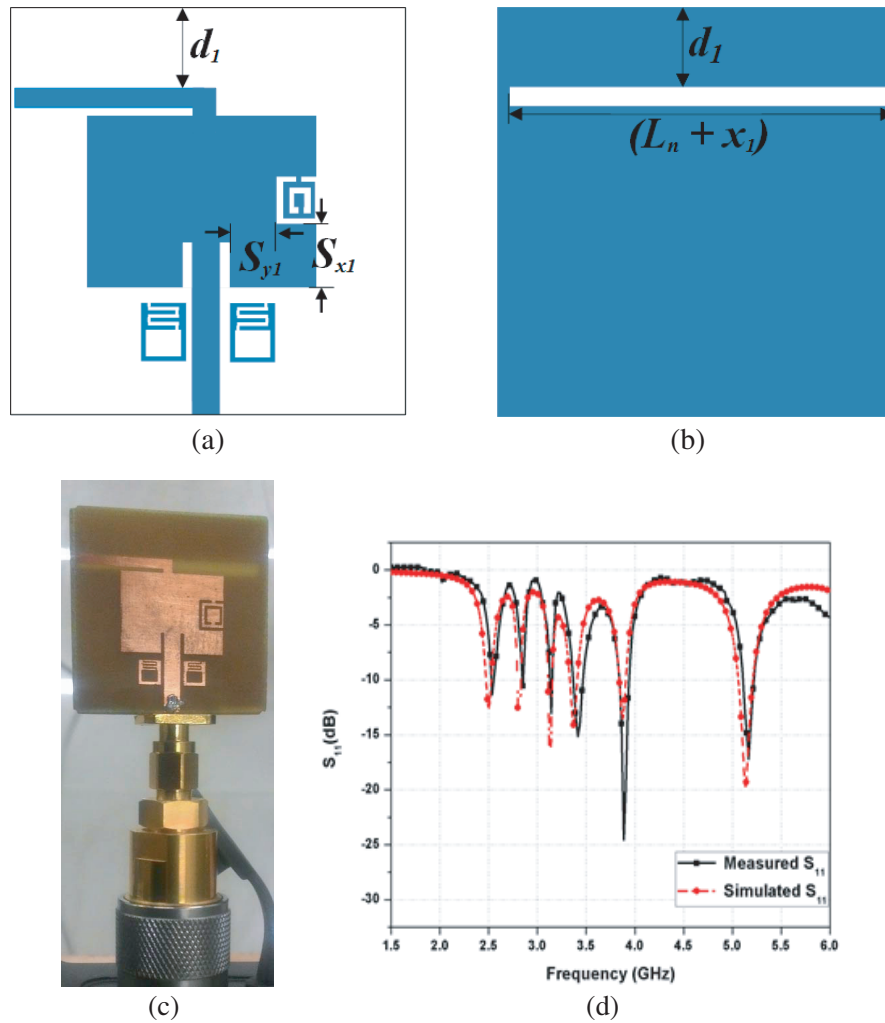 d1
d1
(Ln + x1)
Sy1
Sx1
(a)
(b)
(c)
S11(dB)
0
-5
-10
-15
-20
-25
-30
Measured S11
Simulated S11
1.5 2.0 2.5 3.0 3.5 4.0 4.5 5.0 5.5 6.0
Frequency (GHz)
(d)